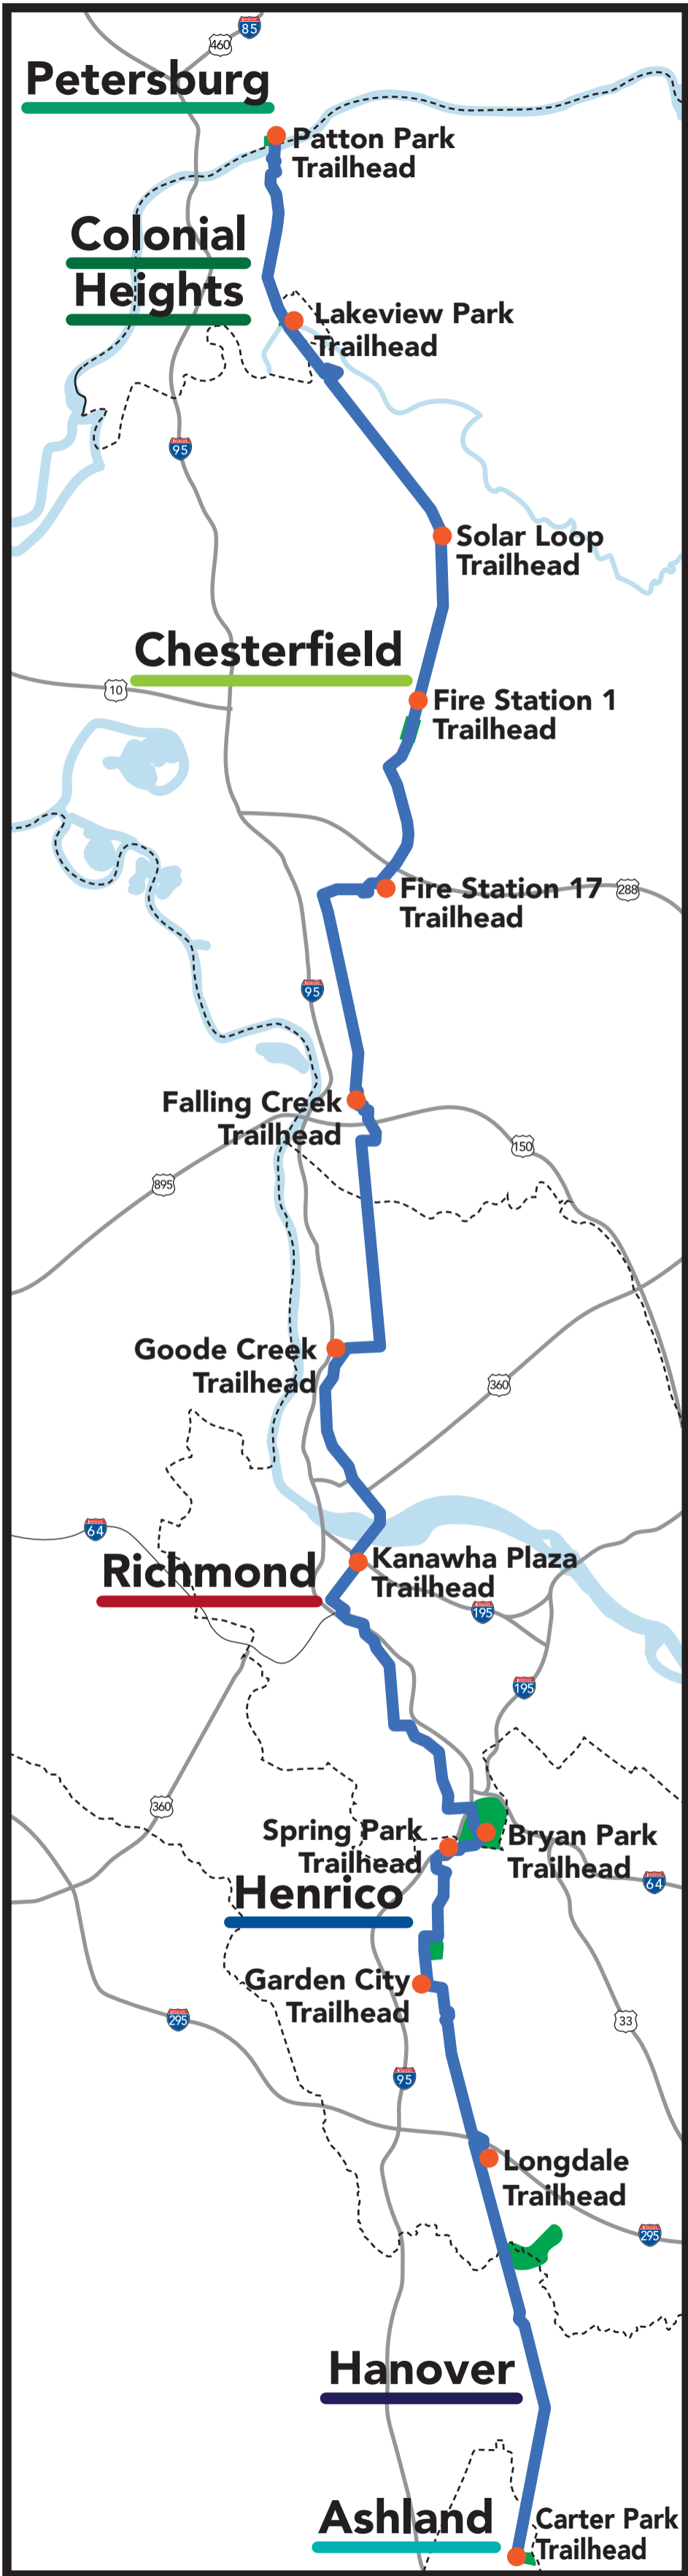 85
460
Petersburg
Patton Park
Trailhead
Colonial
Heights
Lakeview Park
Trailhead
95
Solar Loop
Trailhead
Chesterfield
10
Fire Station 1
Trailhead
Fire Station 17
Trailhead
288
95
Falling Creek
Trailhead
150
895
Goode Creek
Trailhead
360
64
Kanawha Plaza
Trailhead
Richmond
195
195
360
Spring Park
Trailhead
Bryan Park
Trailhead
64
Henrico
Garden City
Trailhead
295
33
95
Longdale
Trailhead
295
Hanover
Ashland
Carter Park
Trailhead